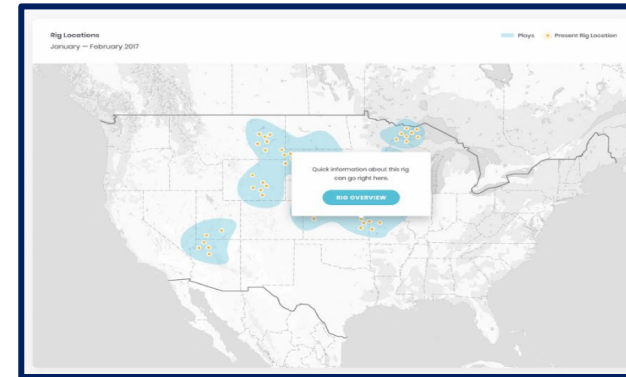 Rig Locations
January — February 2017
Plays
Present Rig Location
Quick information about this rig
can go right here.
RIG OVERVIEW